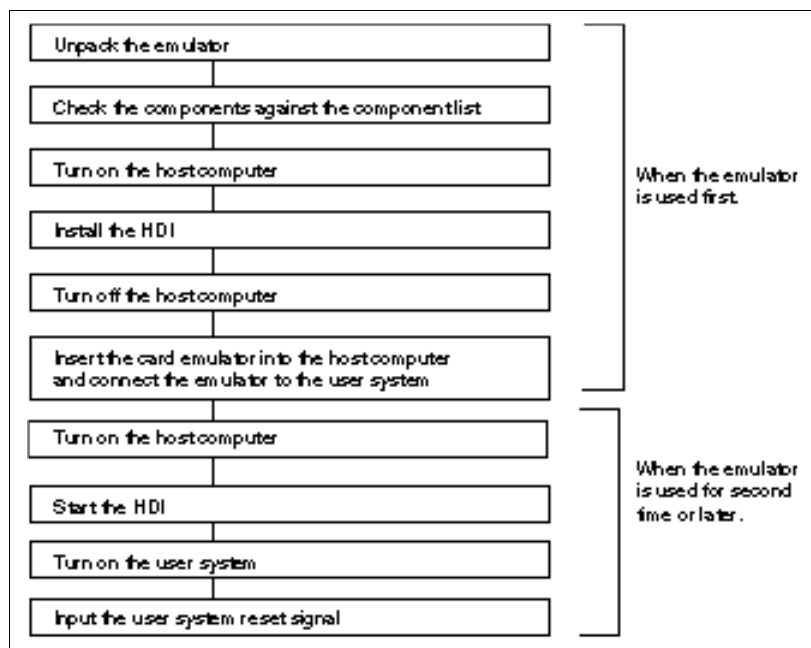 Unpack the emulator
Check the components against the component list
Turn on the host computer
When the emulator
is used first.
Install the HDI
Turn off the host computer
Insert the card emulator into the host computer
and connect the emulator to the user system
Turn on the host computer
When the emulator
is used for second
time or later.
Start the HDI
Turn on the user system
Input the user system reset signal